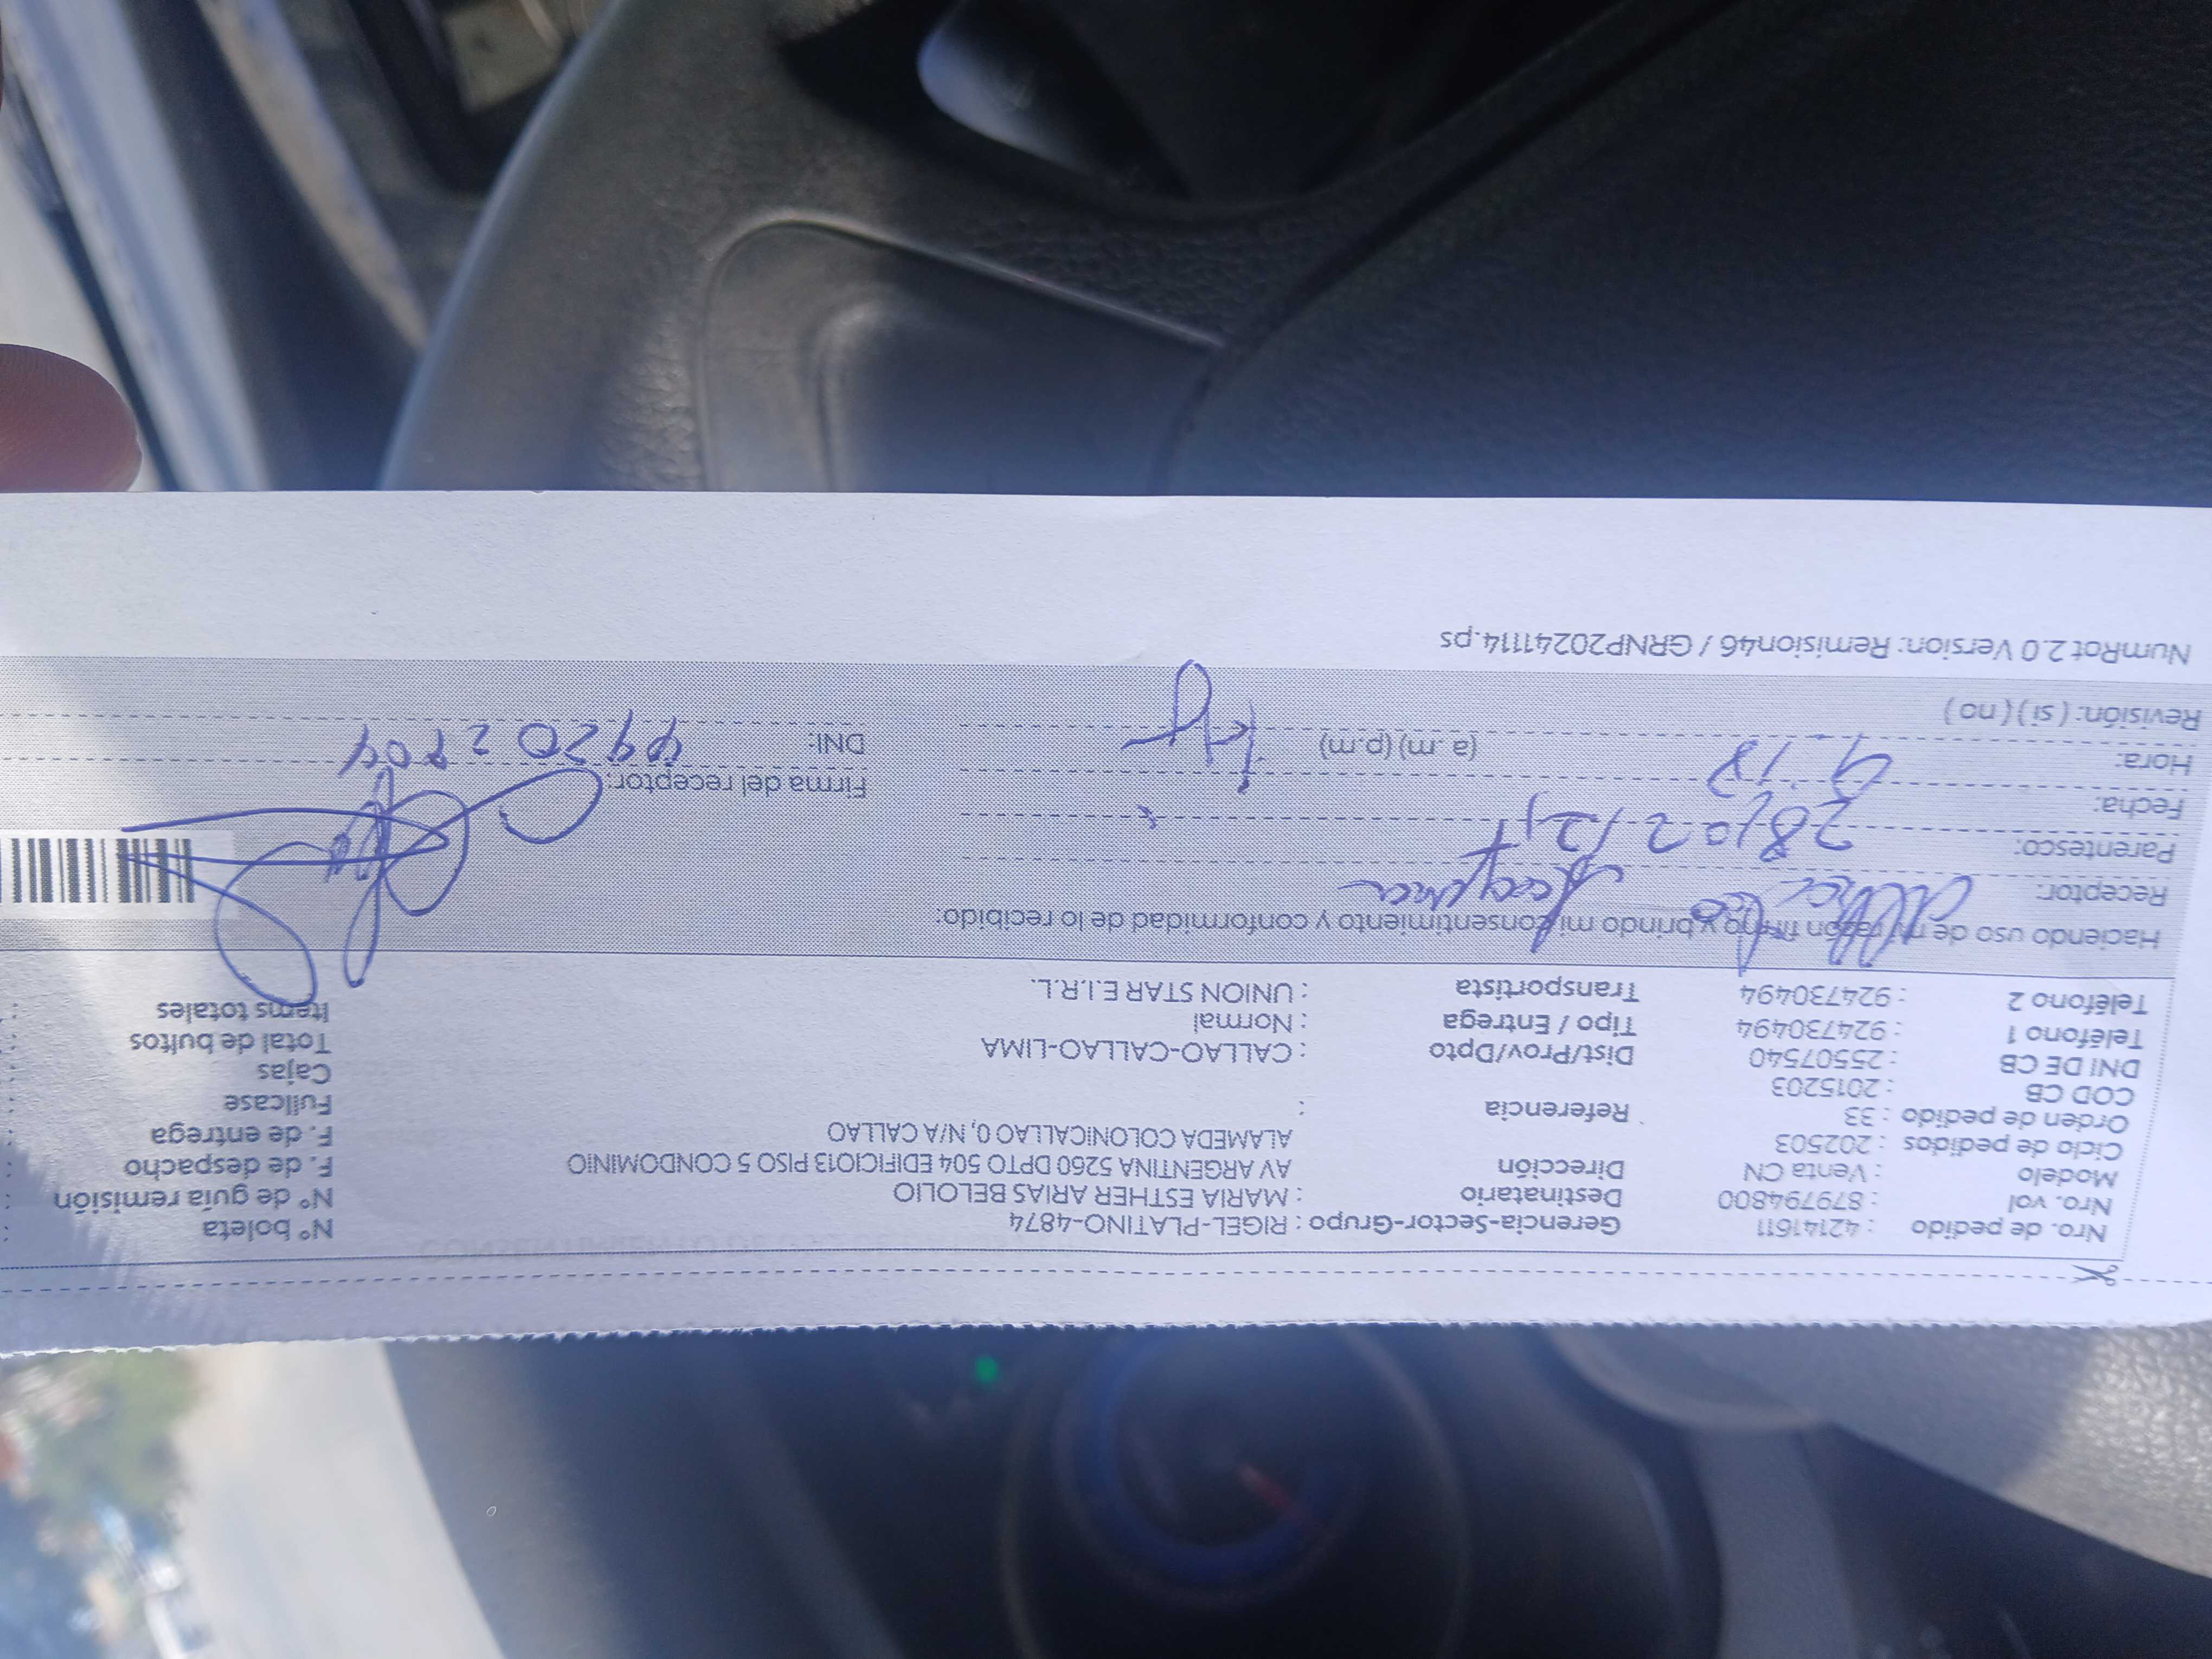 Nro. de pedido : 42141611 Gerencia-Sector-Grupo : RIGEL-PLATINO-4874 N° boleta :
Nro. vol : 879794800 Destinatario : MARIA ESTHER ARIAS BELOLIO N° de guía remisión :
Modelo : Venta CN Dirección AV ARGENTINA 5260 DPTO 504 EDIFICIO13 PISO 5 CONDOMINIO F. de despacho :
Ciclo de pedidos : 202503 ALAMEDA COLONICALLAO 0, N/A CALLAO F. de entrega :
Orden de pedido : 33 Referencia : Fullcase
COD CB : 2015203 Cajas
DNI DE CB : 25507540 Dist/Prov/Dpto : CALLAO-CALLAO-LIMA Total de bultos :
Teléfono 1 : 924730494 Tipo / Entrega : Normal Items totales :
Teléfono 2 : 924730494 Transportista : UNION STAR E.I.R.L.
Haciendo uso de mi razón firmo y brindo mi consentimiento y conformidad de lo recibido:
Receptor:
Parentesco:
Fecha: 28/02/25 Firma del receptor:
Hora: 9:18 (a .m) (p.m) DNI:
Revisión: ( si ) ( no )
NumRot 2.0 Version: Remision46 / GRNP20241114.ps